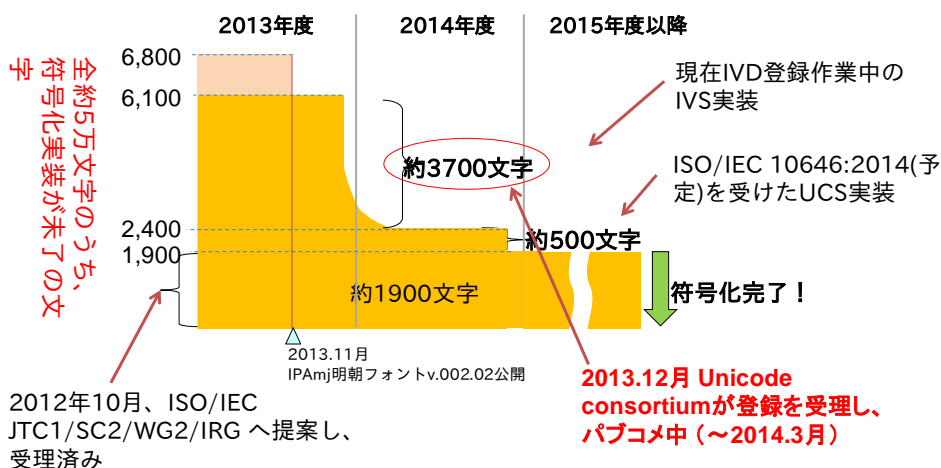 2013年度
2014年度
2015年度以降
全約5万文字のうち、
符号化実装が未了の文
字
6,800
6,100
2,400
1,900
約3700文字
約500文字
約1900文字
現在IVD登録作業中の
IVS実装
ISO/IEC 10646:2014(予
定)を受けたUCS実装
符号化完了！
2013.11月
IPAmj明朝フォントv.002.02公開
2012年10月、ISO/IEC
JTC1/SC2/WG2/IRG へ提案し、
受理済み
2013.12月 Unicode
consortiumが登録を受理し、
パブコメ中（～2014.3月）